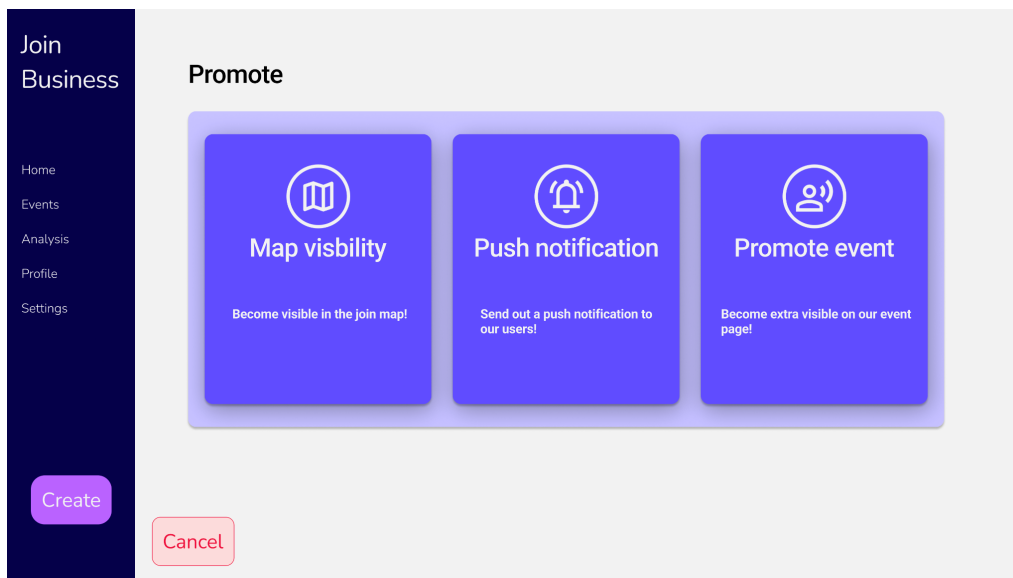 Join
Business
Home
Events
Analysis
Profile
Settings
Create
Promote
Map visbility
Become visible in the join map!
Push notification
Send out a push notification to
our users!
Promote event
Become extra visible on our event
page!
Cancel